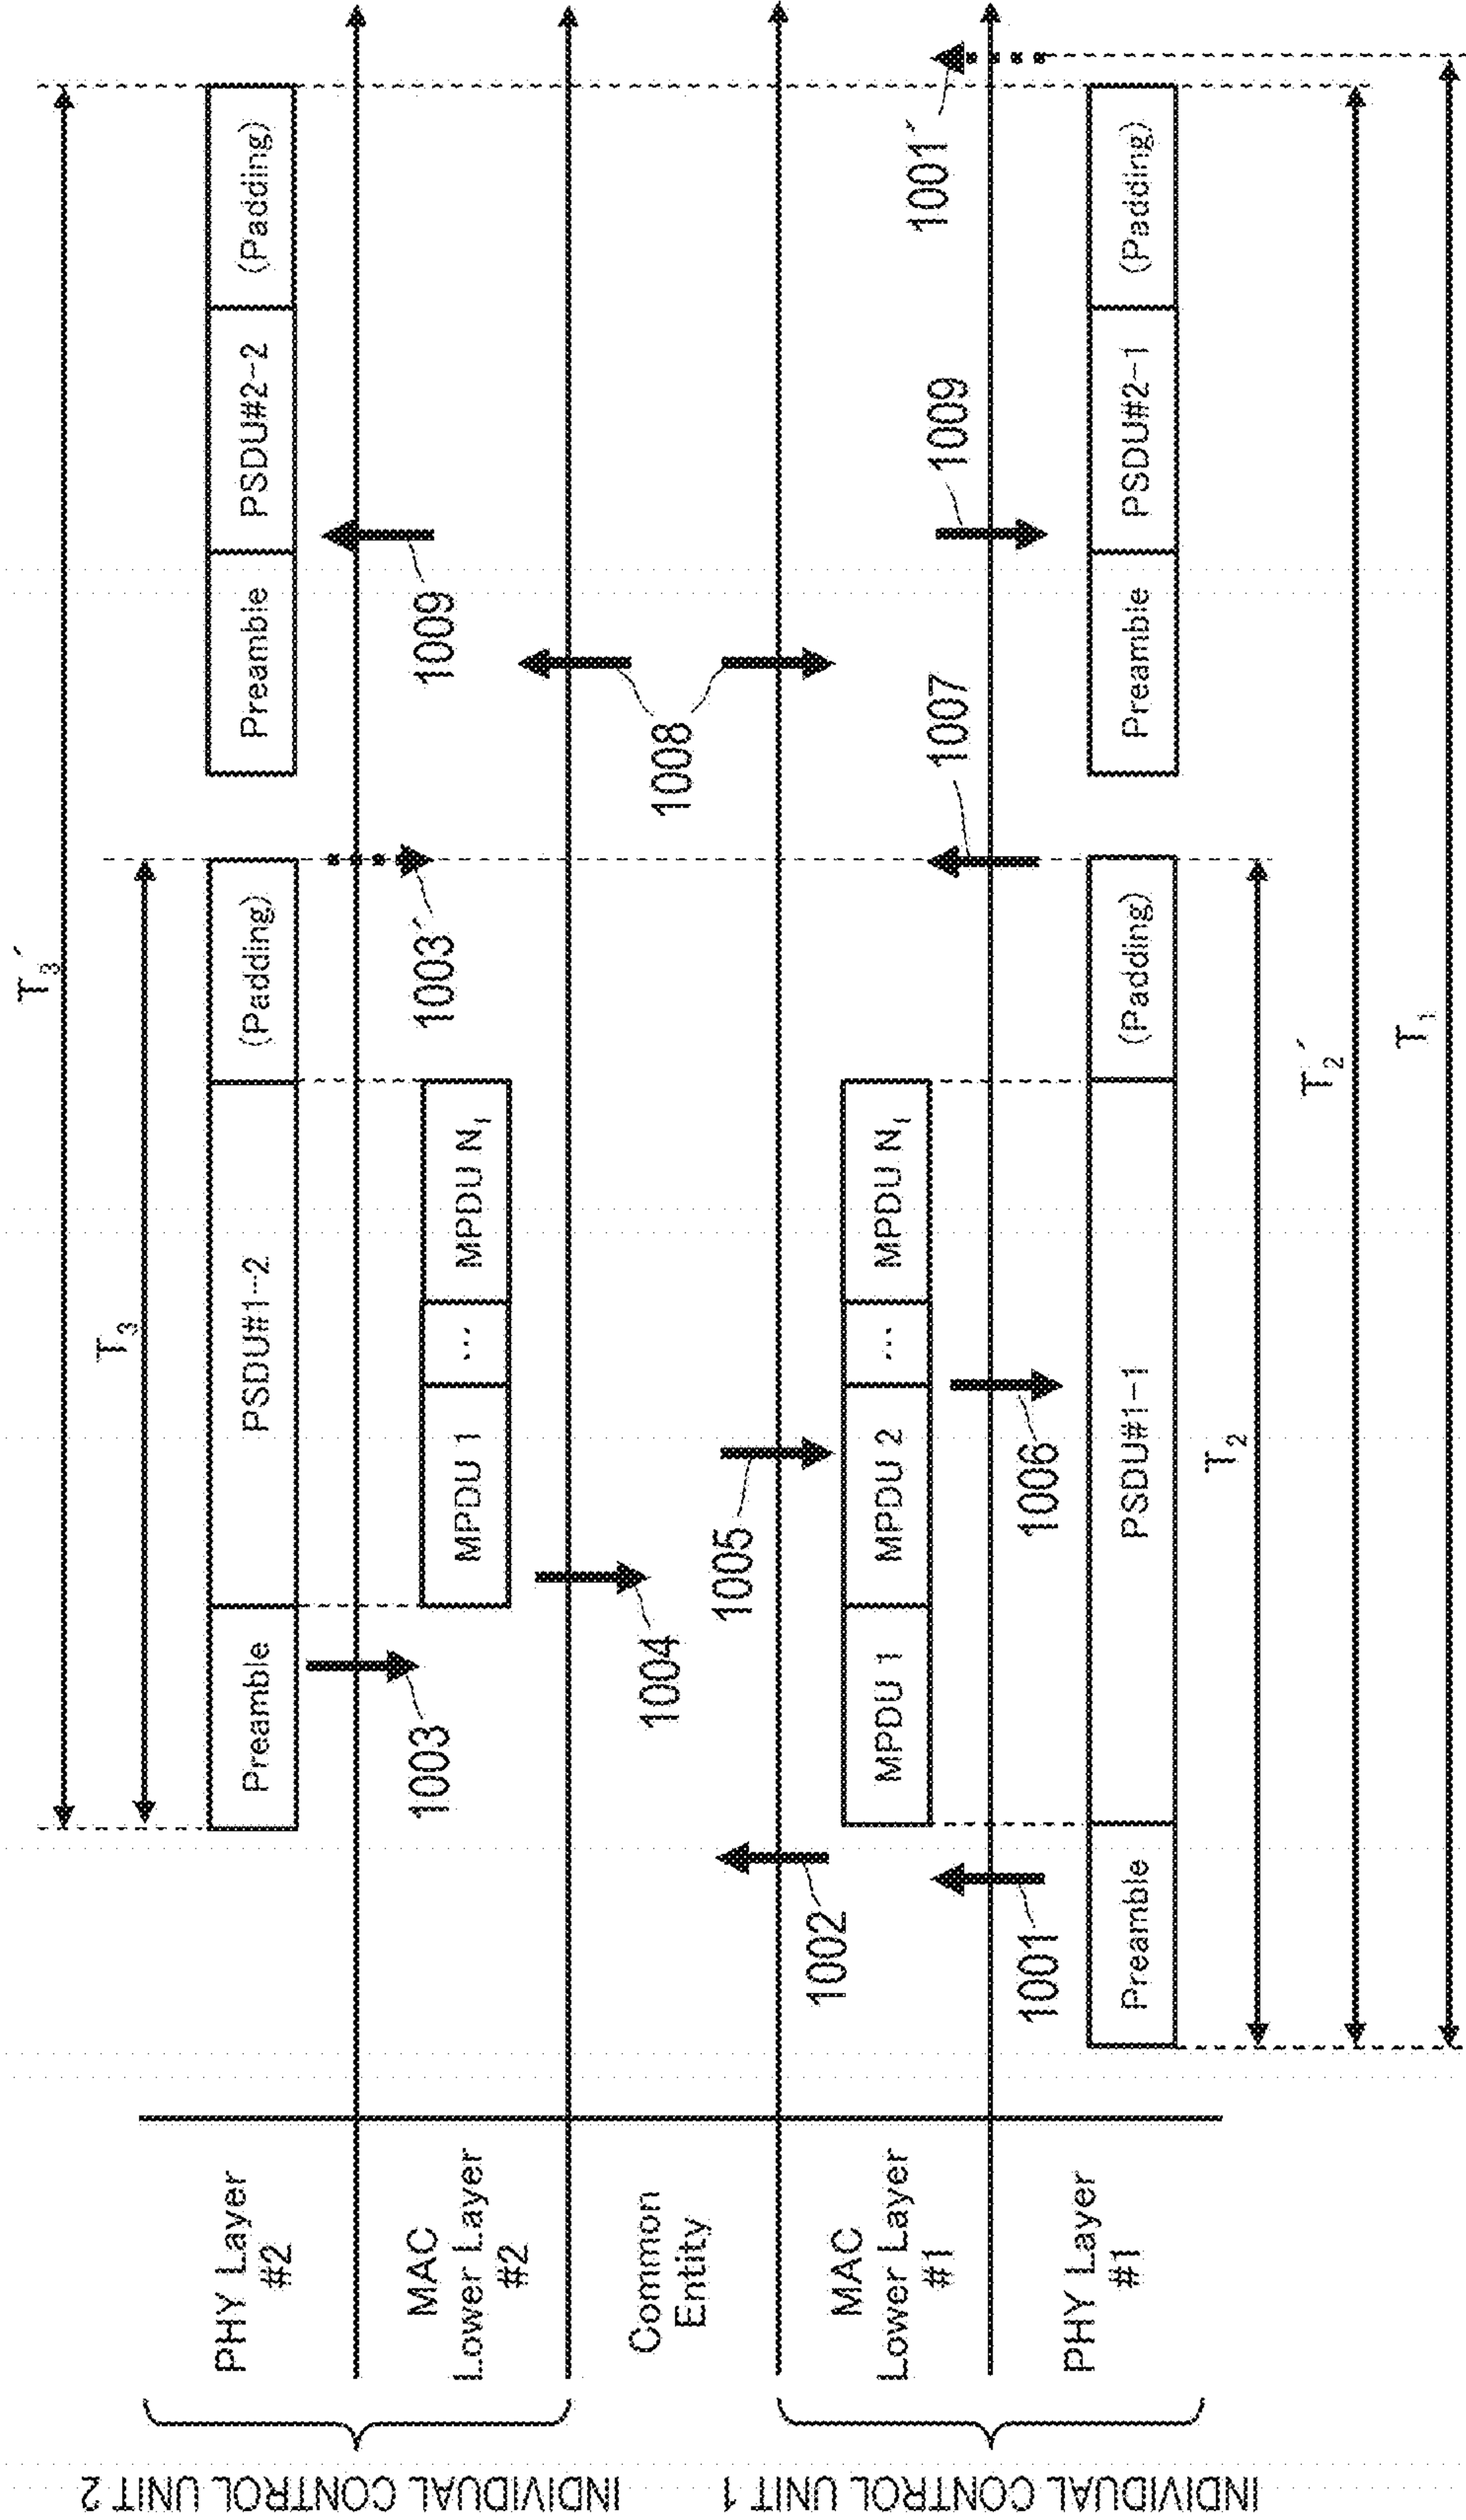 INDIVIDUAL CONTROL UNIT 2
INDIVIDUAL CONTROL UNIT 1
PHY Layer
#2
MAC
Lower Layer
#2
Common
Entity
MAC
Lower Layer
#1
PHY Layer
#1
T₃´
T₃
Preamble
PSDU#1-2
(Padding)
Preamble
PSDU#2-2
(Padding)
1003
1003´
1009
MPDU 1
...
MPDU Nₗ
1004
1008
1002
1005
MPDU 1
MPDU 2
...
MPDU Nₗ
1001
1006
1007
1009
1001´
Preamble
PSDU#1-1
(Padding)
Preamble
PSDU#2-1
(Padding)
T₂
T₂´
T₁